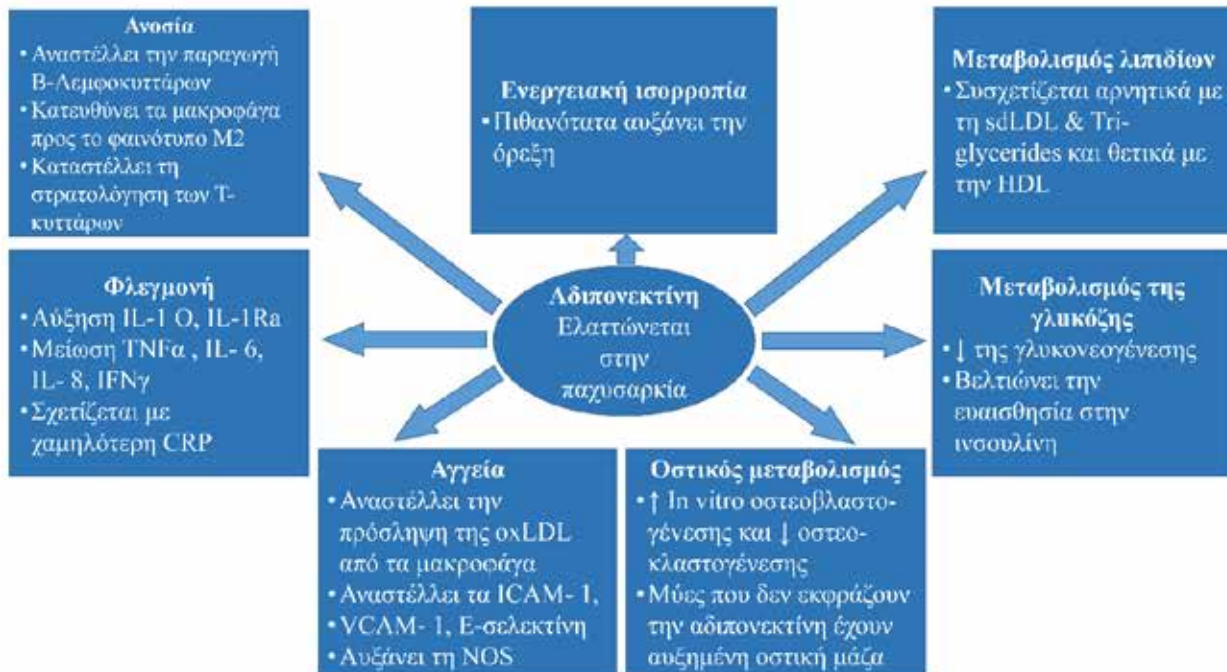 Ανοσία
• Αναστέλλει την παραγωγή
Β-Λεμφοκυττάρων
• Κατευθύνει τα μακροφάγα
προς το φαινότυπο Μ2
• Καταστέλλει τη
στρατολόγηση των Τ-
κυττάρων
Ενεργειακή ισορροπία
• Πιθανότατα αυξάνει την
όρεξη
Μεταβολισμός λιπιδίων
• Συσχετίζεται αρνητικά με
τη sdLDL & Tri-
glycerides και θετικά με
την HDL
Φλεγμονή
• Αύξηση IL-1 O, IL-1Ra
• Μείωση TNFα , IL- 6,
IL- 8, IFNγ
• Σχετίζεται με
χαμηλότερη CRP
Αδιπονεκτίνη
Ελαττώνεται
στην
παχυσαρκία
Μεταβολισμός της
γλuκόζης
• ↓ της γλυκονεογένεσης
• Βελτιώνει την
ευαισθησία στην
ινσουλίνη
Αγγεία
• Αναστέλλει την
πρόσληψη της oxLDL
από τα μακροφάγα
• Αναστέλλει τα ICAM- 1,
• VCAM- 1, E-σελεκτίνη
• Αυξάνει τη NOS
Οστικός μεταβολισμός
• ↑ In vitro οστεοβλαστο-
γένεσης και ↓ οστεο-
κλαστογένεσης
• Μύες που δεν εκφράζουν
την αδιπονεκτίνη έχουν
αυξημένη οστική μάζα